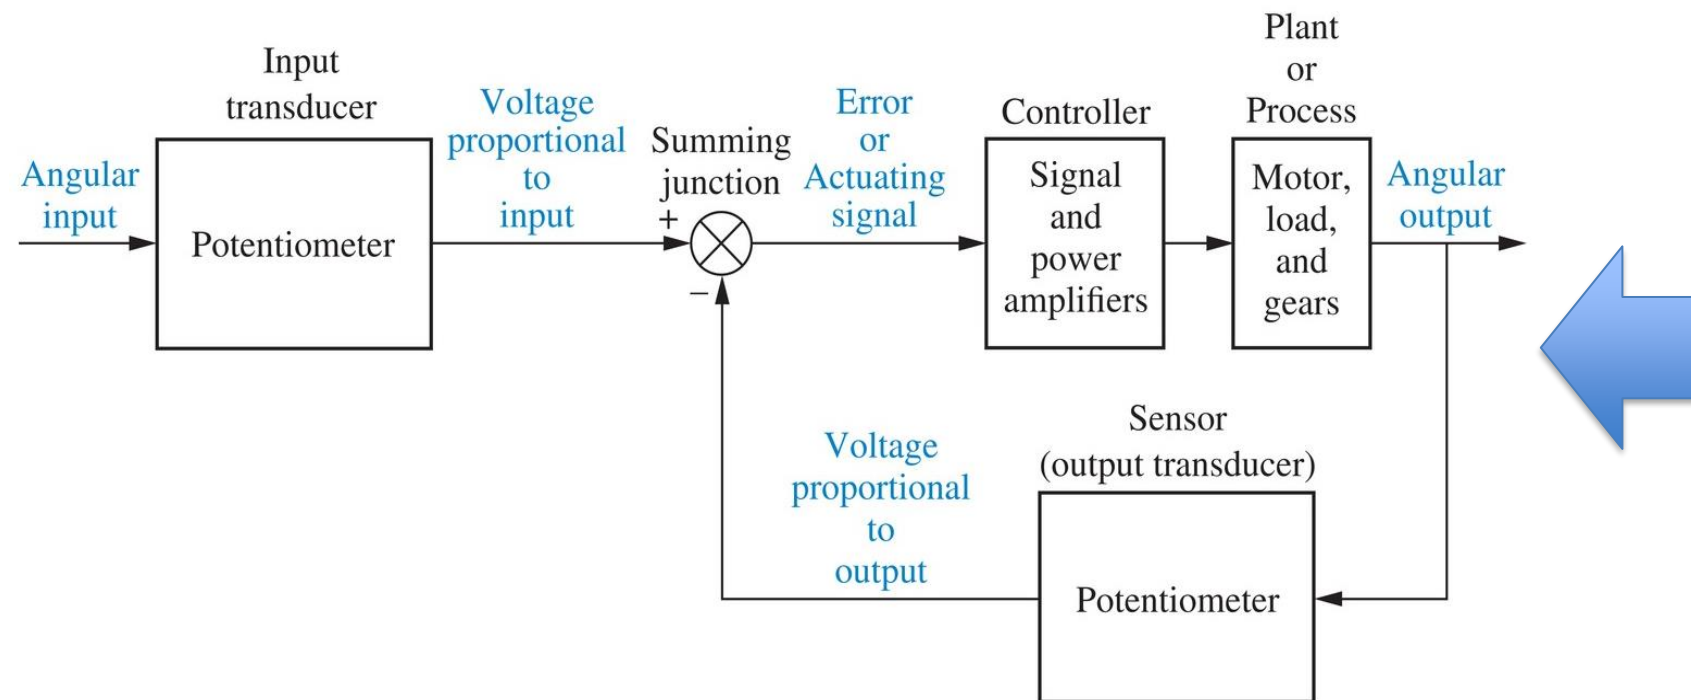 Input
transducer
Angular
input
Potentiometer
Voltage
proportional
to
input
Summing
junction
+
−
Error
or
Actuating
signal
Controller
Signal
and
power
amplifiers
Plant
or
Process
Motor,
load,
and
gears
Angular
output
Sensor
(output transducer)
Potentiometer
Voltage
proportional
to
output